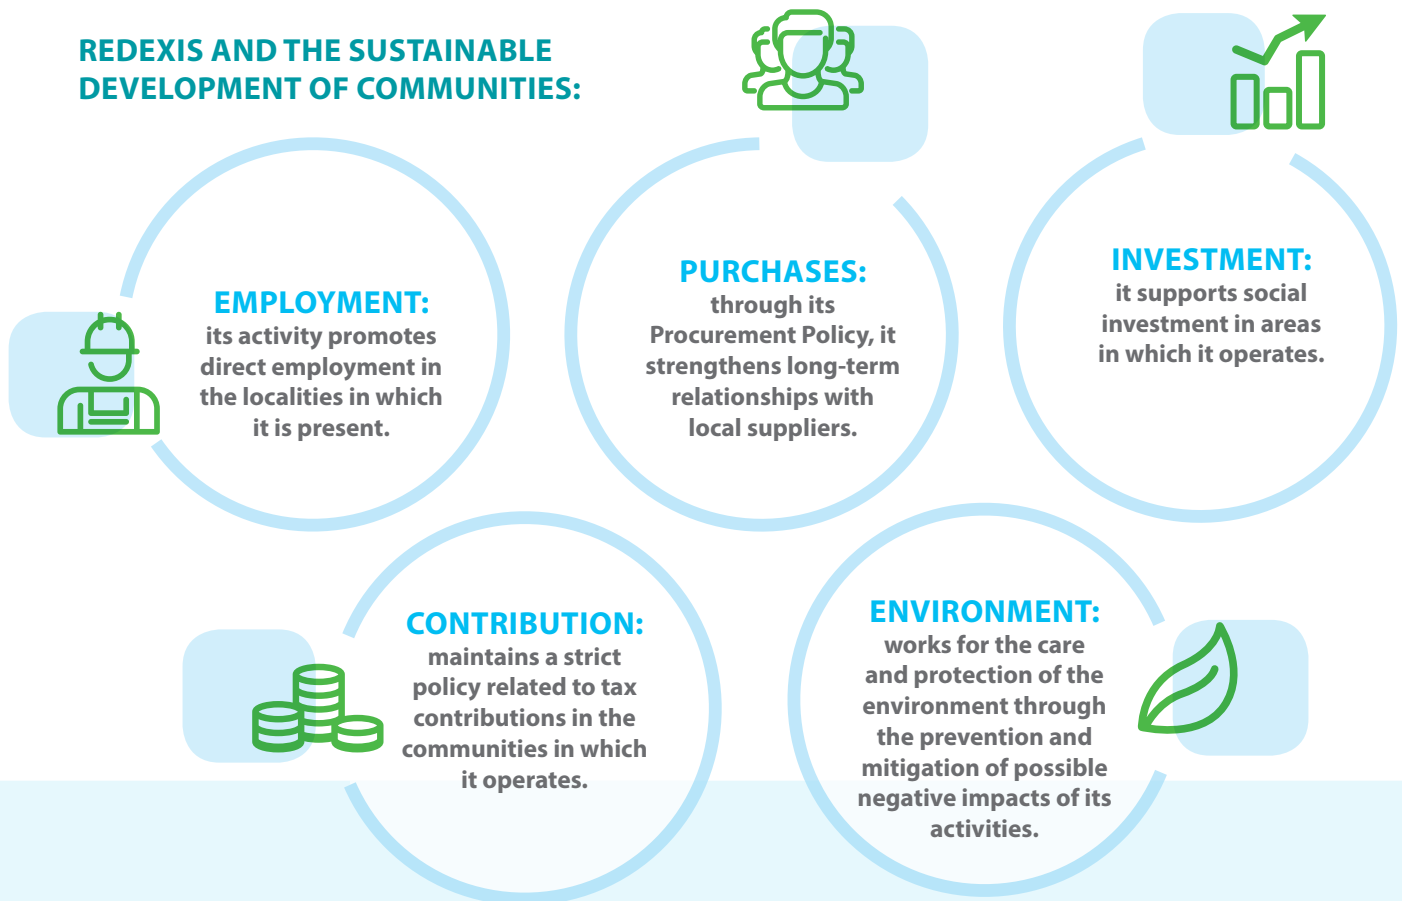 REDEXIS AND THE SUSTAINABLE
DEVELOPMENT OF COMMUNITIES:
EMPLOYMENT:
its activity promotes
direct employment in
the localities in which
it is present.
PURCHASES:
through its
Procurement Policy, it
strengthens long-term
relationships with
local suppliers.
INVESTMENT:
it supports social
investment in areas
in which it operates.
CONTRIBUTION:
maintains a strict
policy related to tax
contributions in the
communities in which
it operates.
ENVIRONMENT:
works for the care
and protection of the
environment through
the prevention and
mitigation of possible
negative impacts of its
activities.